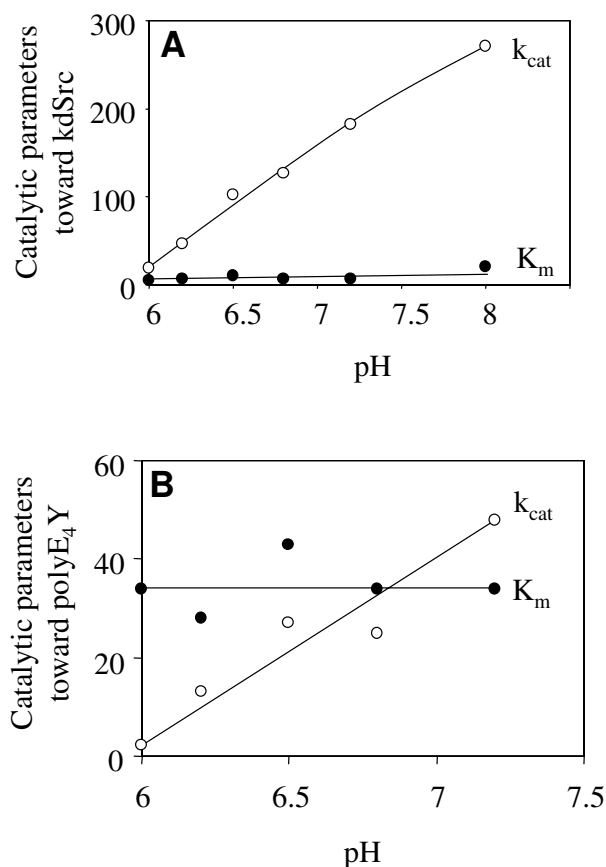 A
Catalytic parameters
toward kdSrc
300
200
100
0
k_cat
K_m
6 6.5 7 7.5 8
pH
B
Catalytic parameters
toward polyE₄Y
60
40
20
0
k_cat
K_m
6 6.5 7 7.5
pH